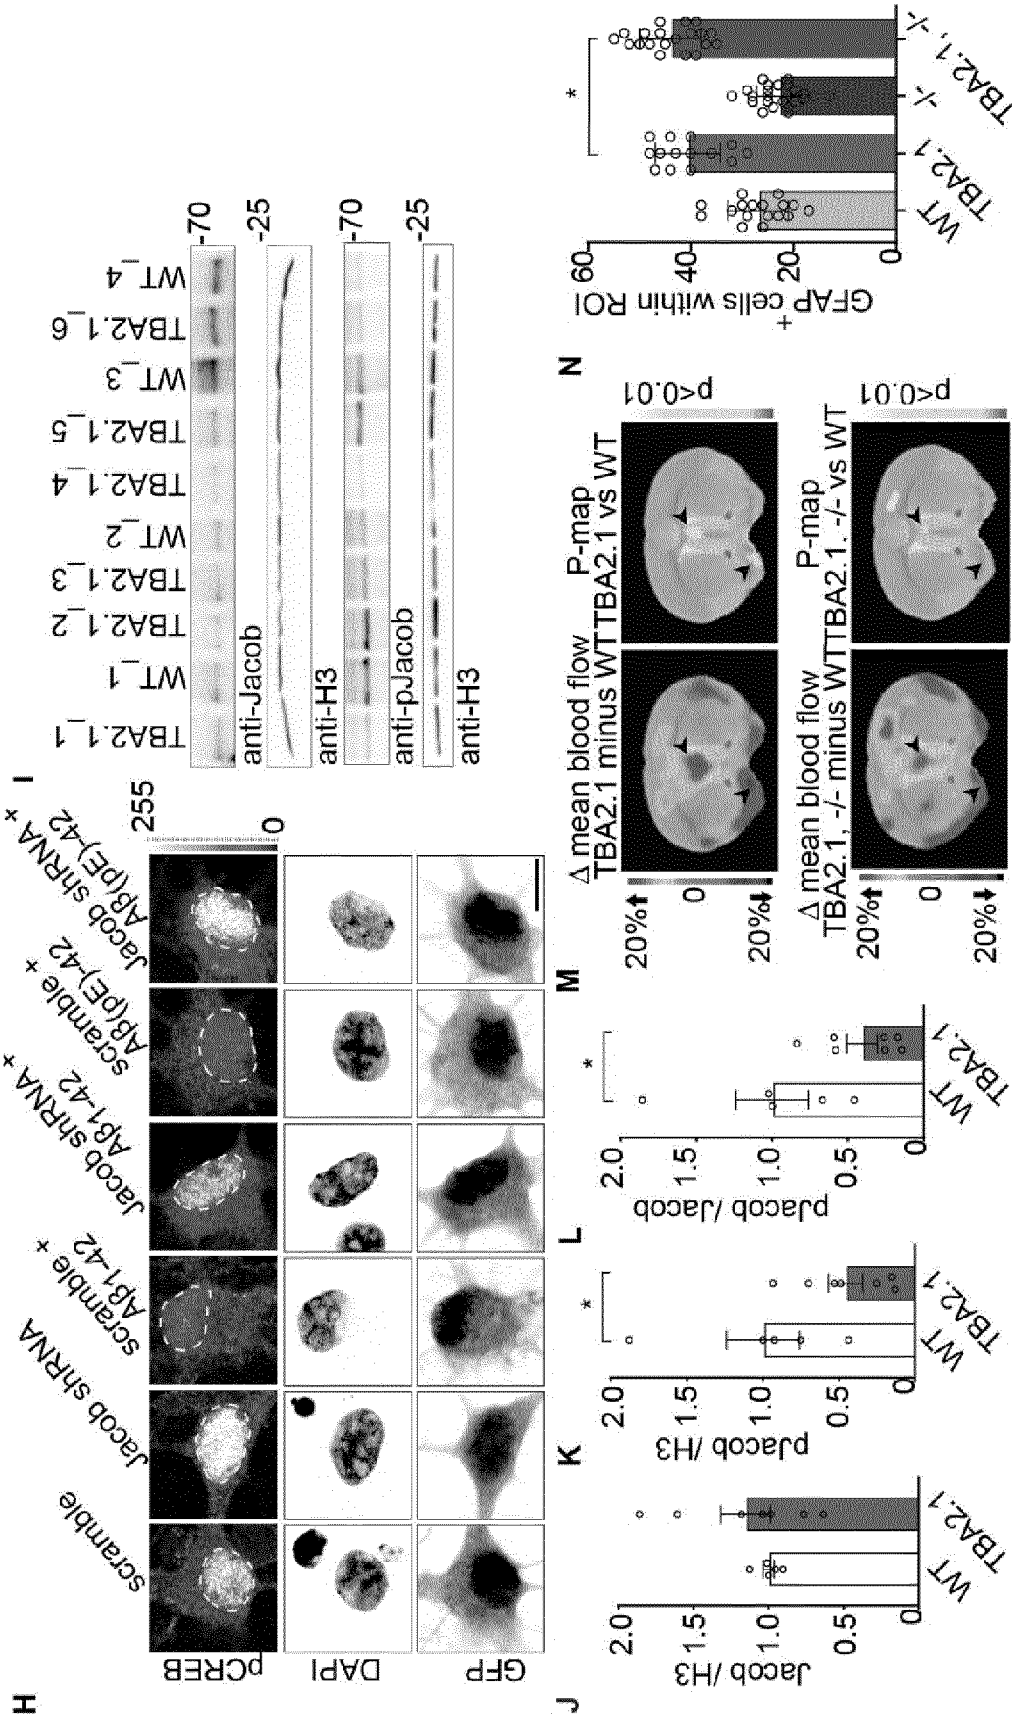 H
scramble
Jacob shRNA
scramble +
Aβ1-42
Jacob shRNA +
Aβ1-42
scramble +
Aβ(pE)-42
Jacob shRNA +
Aβ(pE)-42
pCREB
DAPI
GFP
255
0
I
TBA2.1_1
WT_1
TBA2.1_2
TBA2.1_3
WT_2
TBA2.1_4
TBA2.1_5
WT_3
TBA2.1_6
WT_4
-70
anti-Jacob
-25
anti-H3
-70
anti-pJacob
-25
anti-H3
J
Jacob /H3
2.0
1.5
1.0
0.5
0
WT
TBA2.1
K
pJacob /H3
2.0
1.5
1.0
0.5
0
*
WT
TBA2.1
L
pJacob /Jacob
2.0
1.5
1.0
0.5
0
*
WT
TBA2.1
M
Δ mean blood flow
P-map
TBA2.1 minus WT TBA2.1 vs WT
20%
0
20%
p<0.01
Δ mean blood flow
P-map
TBA2.1, -/- minus WTTBA2.1. -/- vs WT
20%
0
20%
p<0.01
N
GFAP+ cells within ROI
60
40
20
0
*
WT
TBA2.1
-/-
TBA2.1, -/-